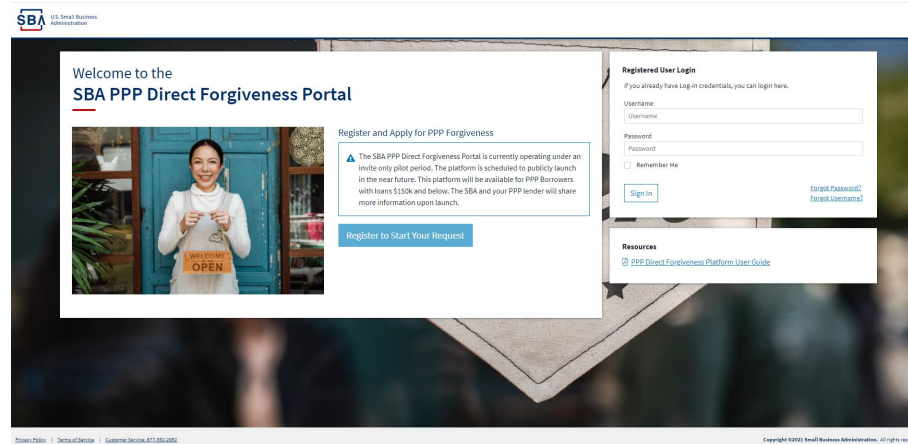 SBA
U.S. Small Business
Administration
Welcome to the
SBA PPP Direct Forgiveness Portal
WELCOME
OPEN
Register and Apply for PPP Forgiveness
The SBA PPP Direct Forgiveness Portal is currently operating under an
invite only pilot period. The platform is scheduled to publicly launch
in the near future. This platform will be available for PPP Borrowers
with loans $150k and below. The SBA and your PPP lender will share
more information upon launch.
Register to Start Your Request
Registered User Login
If you already have Log-in credentials, you can login here.
Username
Username
Password
Password
Remember Me
Sign In
Forgot Password?
Forgot Username?
Resources
PPP Direct Forgiveness Platform User Guide
Privacy Policy | Terms of Service | Customer Service: 877-552-2692
Copyright ©2021 Small Business Administration. All rights